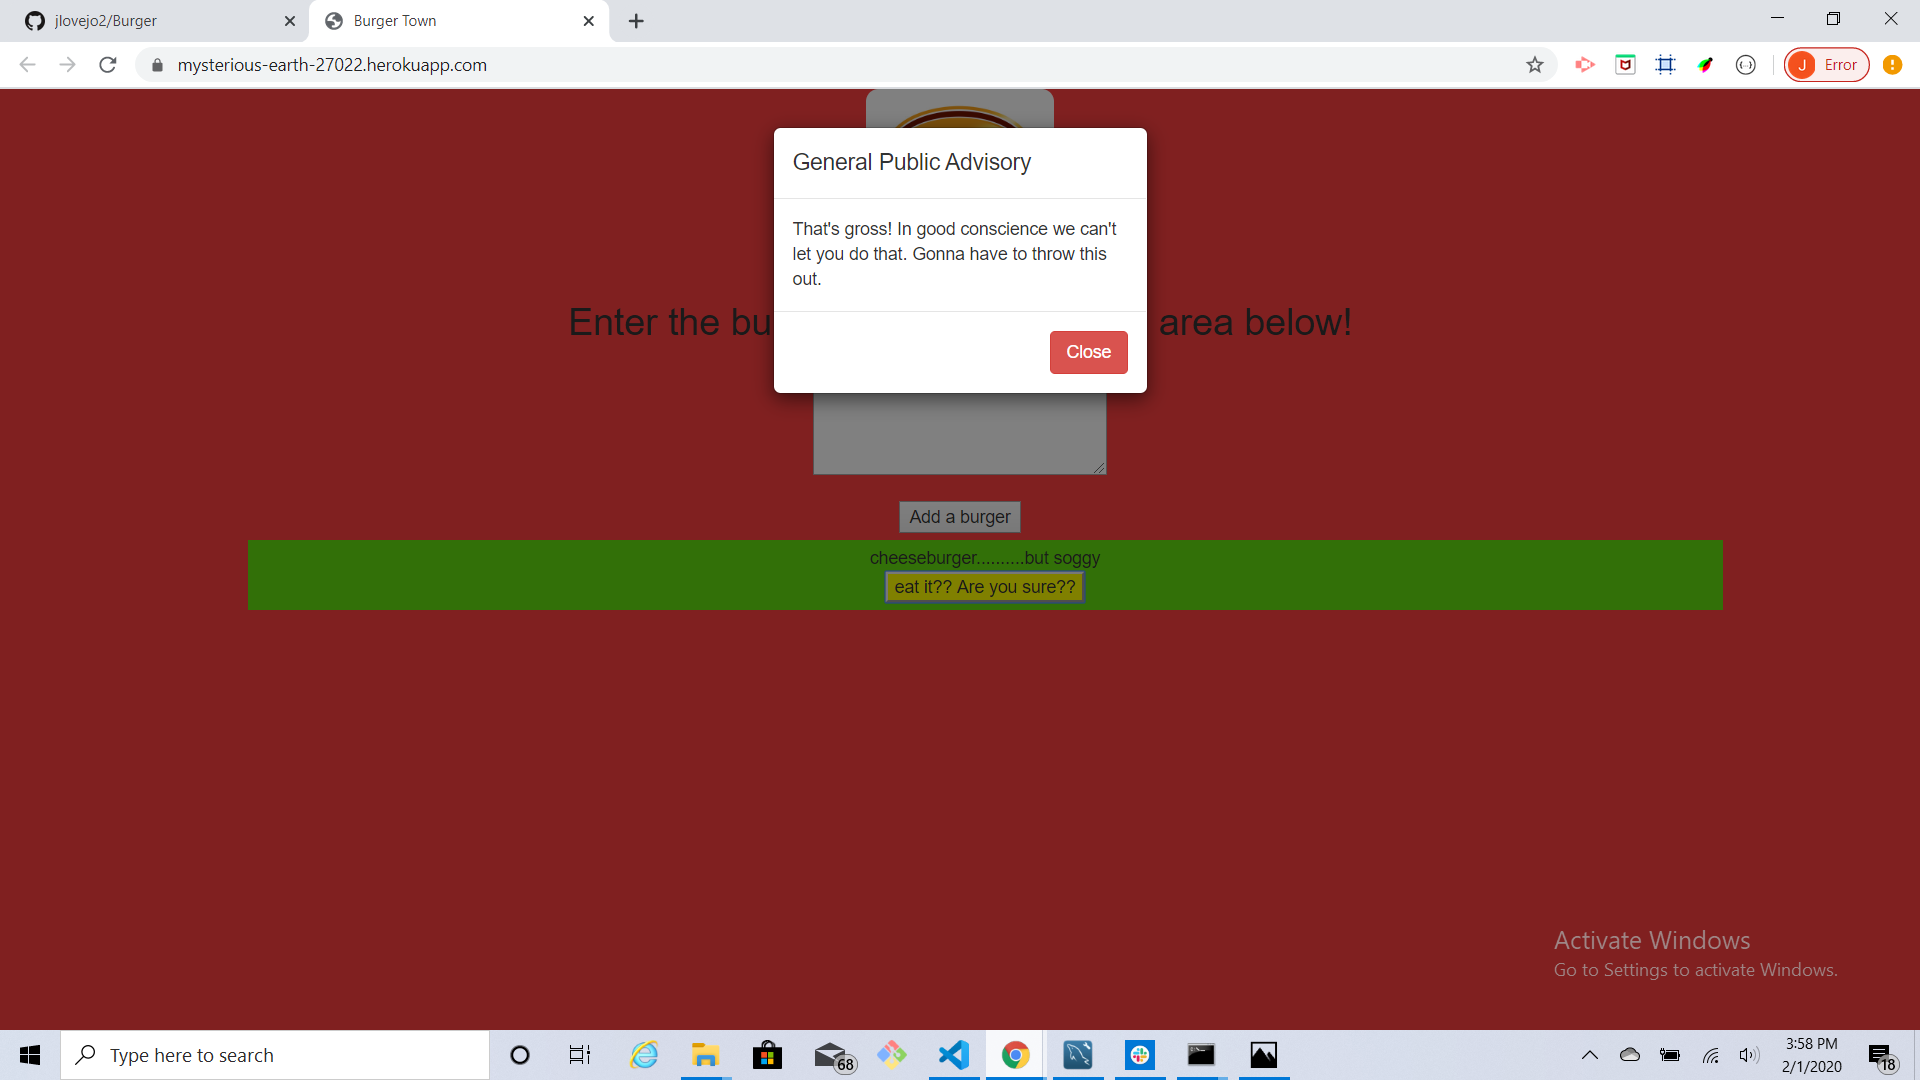 jlovejo2/Burger
Burger Town
mysterious-earth-27022.herokuapp.com
J Error
General Public Advisory
That's gross! In good conscience we can't
let you do that. Gonna have to throw this
out.
Enter the bu area below!
Close
Add a burger
cheeseburger..........but soggy
eat it?? Are you sure??
Activate Windows
Go to Settings to activate Windows.
Type here to search
68
3:58 PM
2/1/2020
18